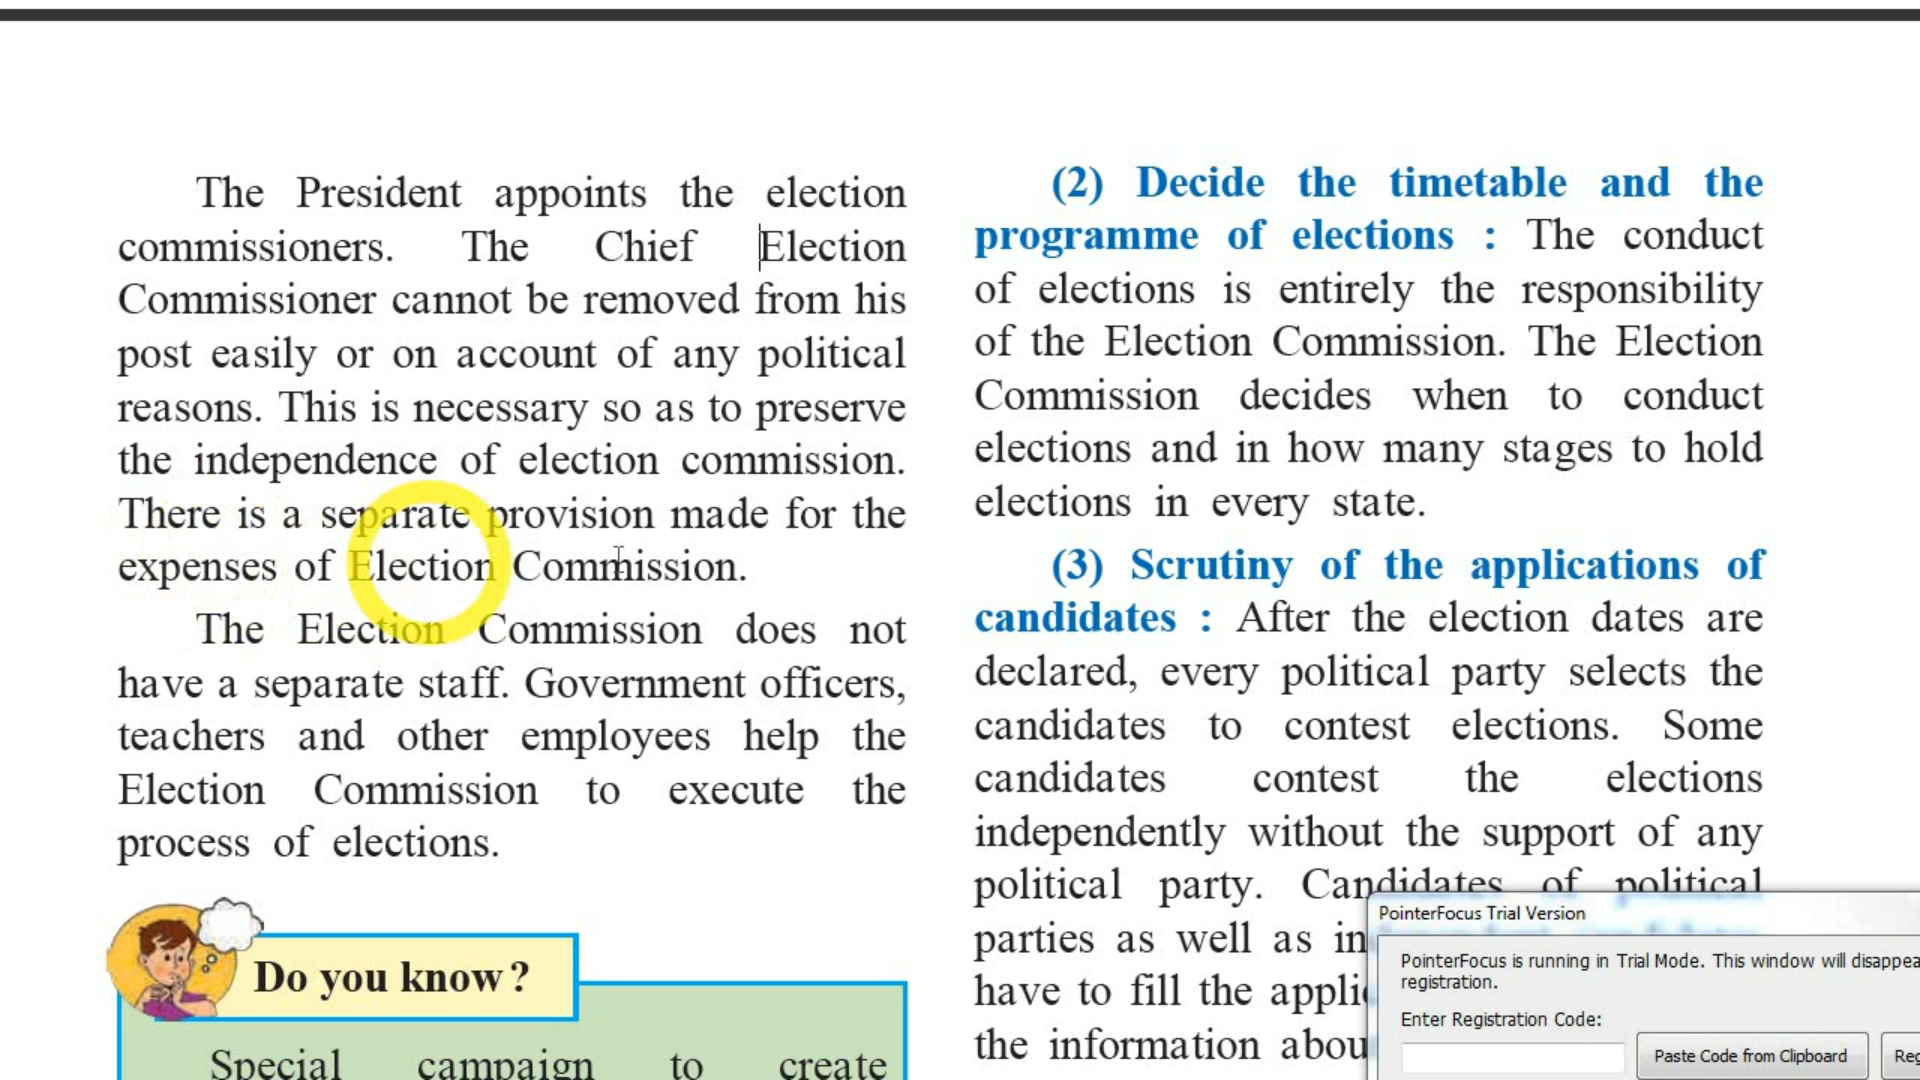 The President appoints the election
commissioners. The Chief Election
Commissioner cannot be removed from his
post easily or on account of any political
reasons. This is necessary so as to preserve
the independence of election commission.
There is a separate provision made for the
expenses of Election Commission.
The Election Commission does not
have a separate staff. Government officers,
teachers and other employees help the
Election Commission to execute the
process of elections.
Do you know?
Special campaign to create
(2) Decide the timetable and the
programme of elections : The conduct
of elections is entirely the responsibility
of the Election Commission. The Election
Commission decides when to conduct
elections and in how many stages to hold
elections in every state.
(3) Scrutiny of the applications of
candidates : After the election dates are
declared, every political party selects the
candidates to contest elections. Some
candidates contest the elections
independently without the support of any
political party. Candidates of political
parties as well as
have to fill the
the information
PointerFocus Trial Version
PointerFocus is running in Trial Mode. This window will
registration.
Enter Registration Code:
Paste Code from Clipboard